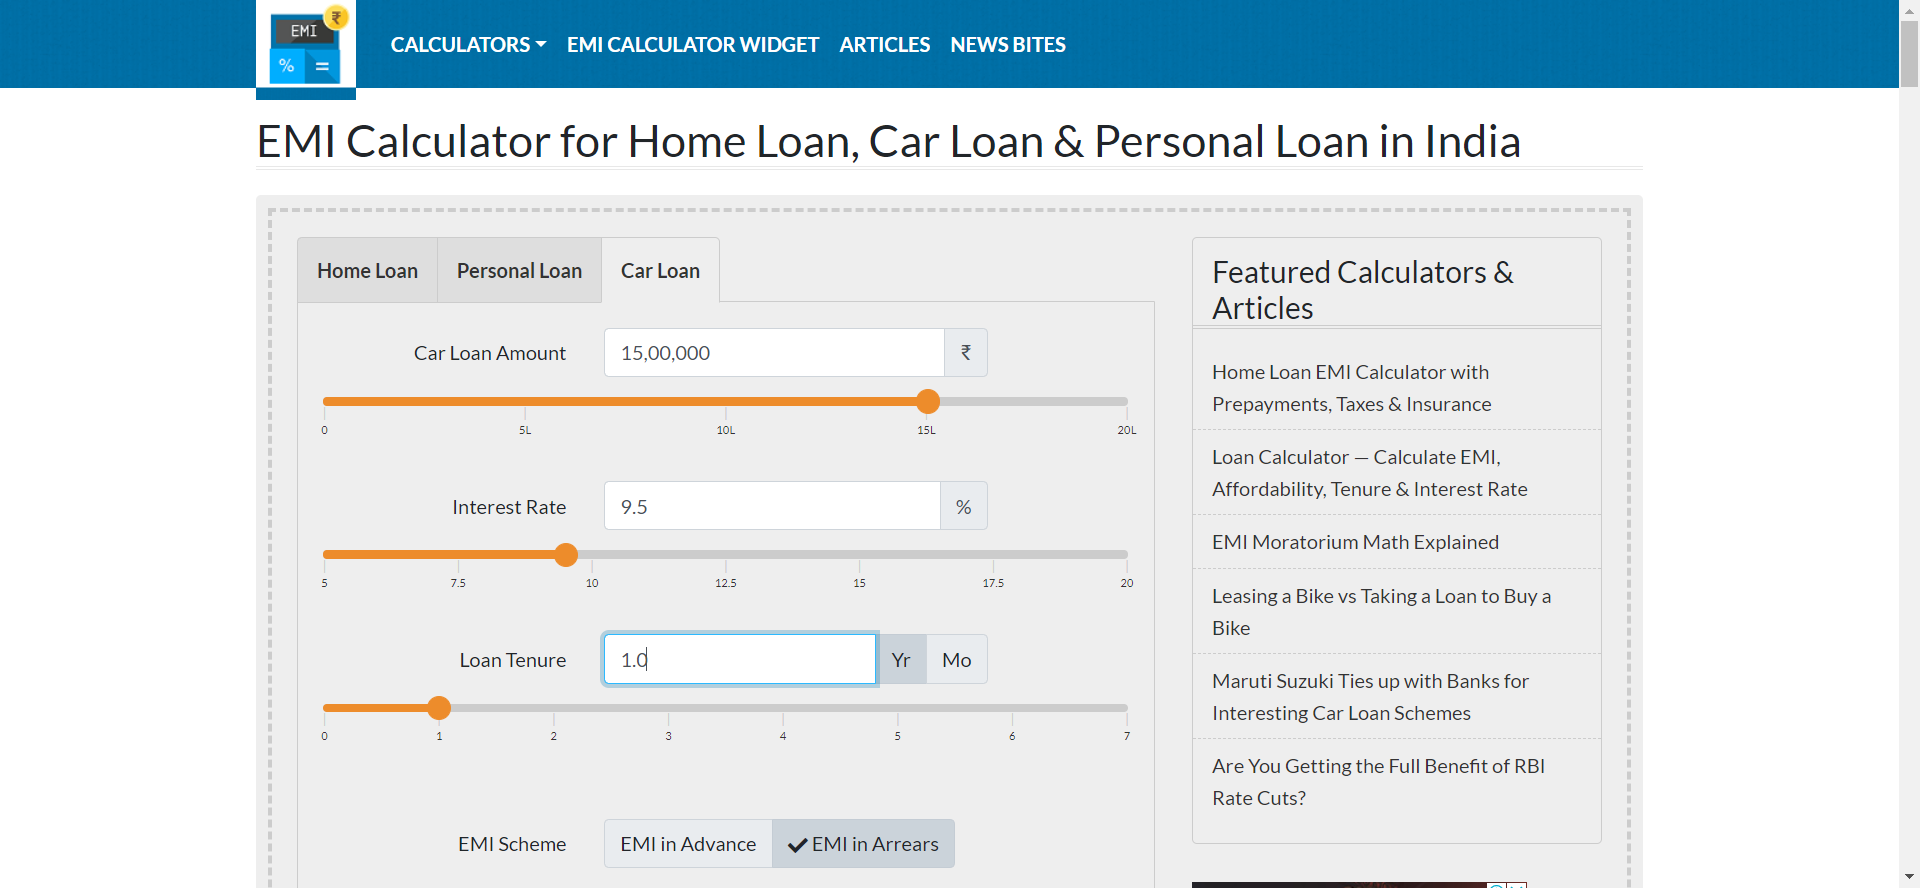 EMI
₹
%
=
CALCULATORS
EMI CALCULATOR WIDGET
ARTICLES
NEWS BITES
EMI Calculator for Home Loan, Car Loan & Personal Loan in India
Home Loan
Personal Loan
Car Loan
Car Loan Amount
15,00,000
₹
0
5L
10L
15L
20L
Interest Rate
9.5
%
5
7.5
10
12.5
15
17.5
20
Loan Tenure
1.0
Yr
Mo
0
1
2
3
4
5
6
7
EMI Scheme
EMI in Advance
EMI in Arrears
Featured Calculators &
Articles
Home Loan EMI Calculator with
Prepayments, Taxes & Insurance
Loan Calculator — Calculate EMI,
Affordability, Tenure & Interest Rate
EMI Moratorium Math Explained
Leasing a Bike vs Taking a Loan to Buy a
Bike
Maruti Suzuki Ties up with Banks for
Interesting Car Loan Schemes
Are You Getting the Full Benefit of RBI
Rate Cuts?